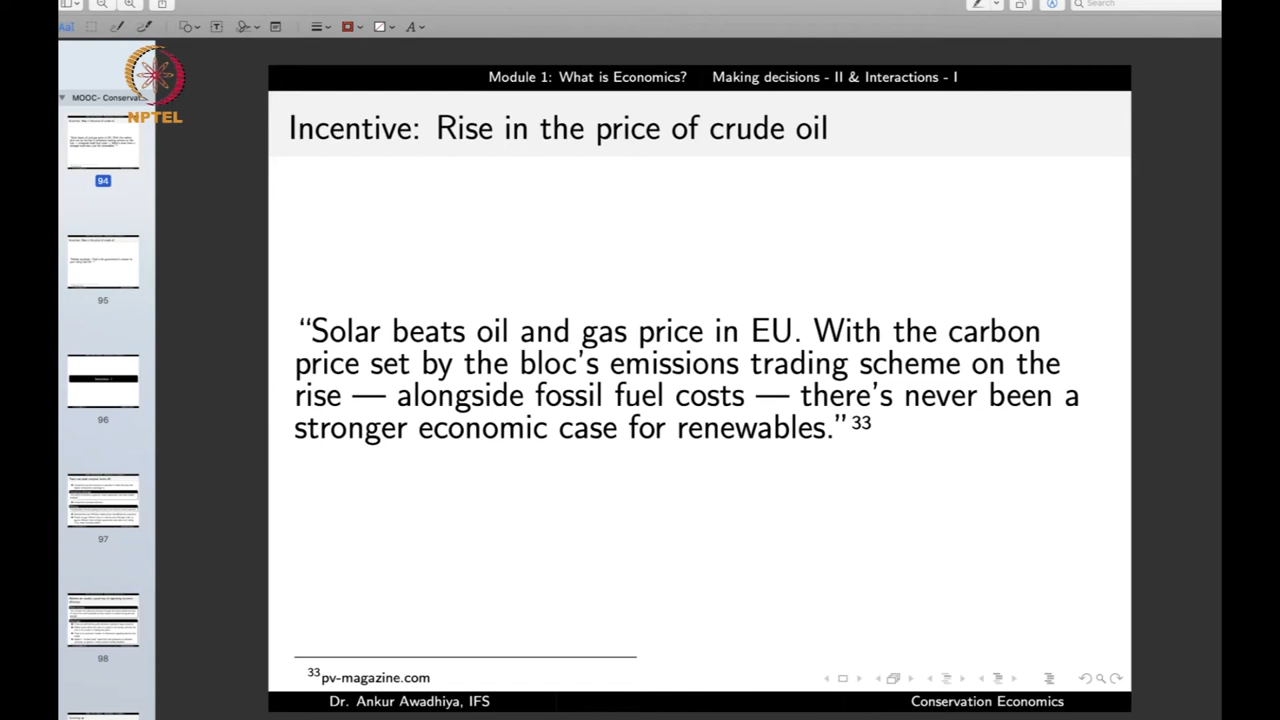 Search
MOOC- Conservat...
NPTEL
94
95
96
97
98
Module 1: What is Economics? Making decisions - II & Interactions - I
Incentive: Rise in the price of crude oil
“Solar beats oil and gas price in EU. With the carbon
price set by the bloc’s emissions trading scheme on the
rise — alongside fossil fuel costs — there’s never been a
stronger economic case for renewables.” 33
33pv-magazine.com
Dr. Ankur Awadhiya, IFS Conservation Economics